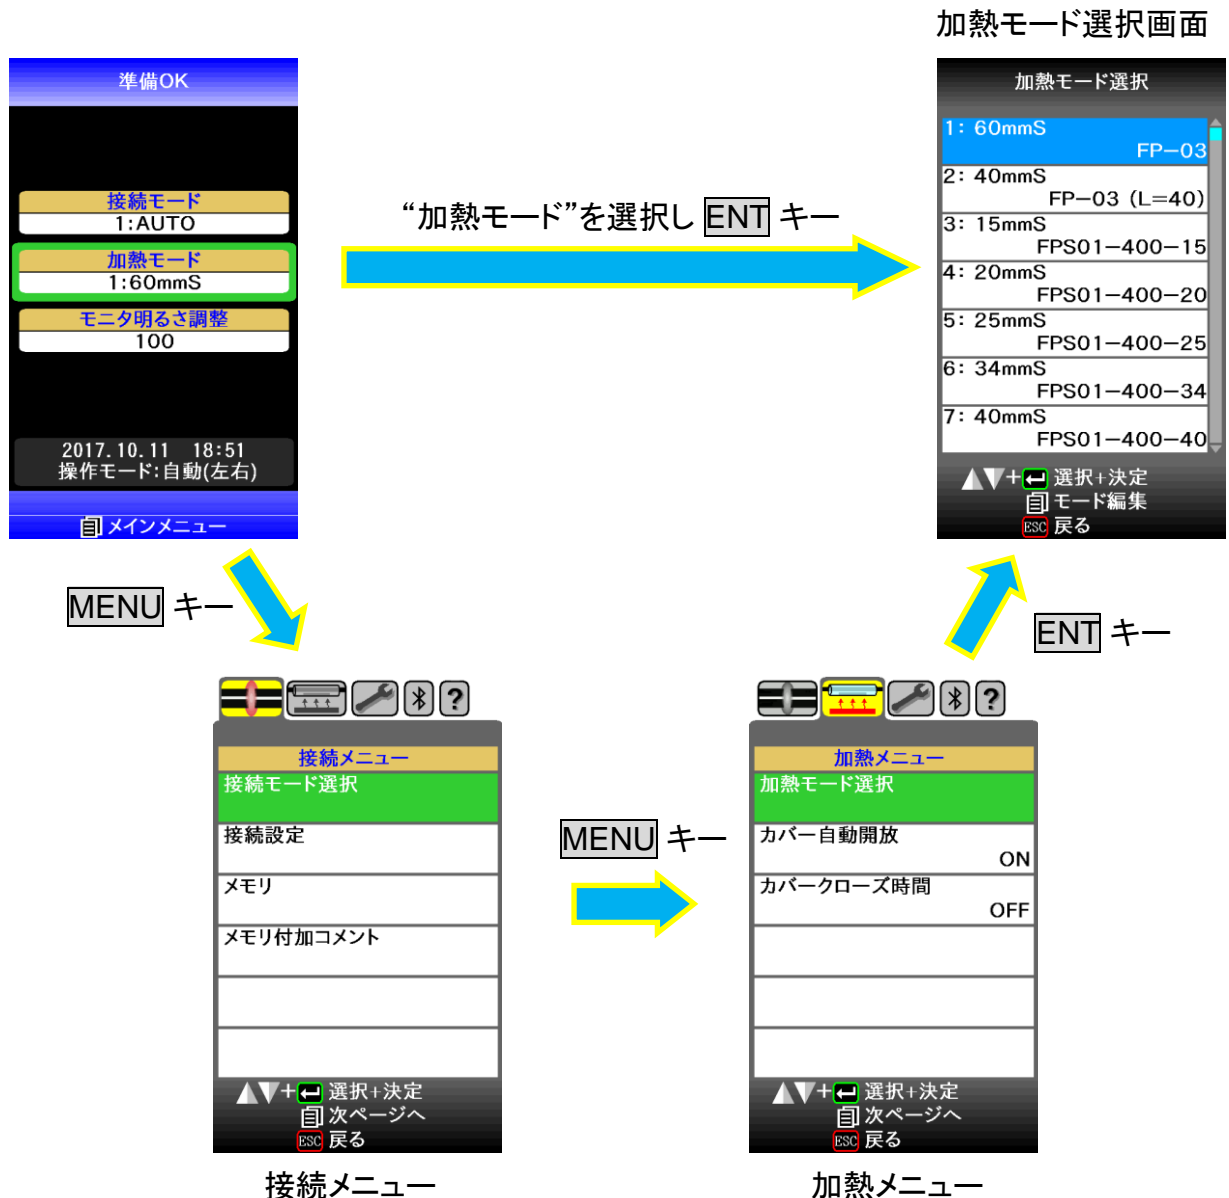 加熱モード選択画面
準備OK
接続モード
1:AUTO
加熱モード
1:60mmS
モニタ明るさ調整
100
2017.10.11 18:51
操作モード:自動(左右)
メインメニュー
“加熱モード”を選択し ENT キー
加熱モード選択
1: 60mmS
FP−03
2: 40mmS
FP−03 (L=40)
3: 15mmS
FPS01−400−15
4: 20mmS
FPS01−400−20
5: 25mmS
FPS01−400−25
6: 34mmS
FPS01−400−34
7: 40mmS
FPS01−400−40
+ 選択+決定
モード編集
ESC 戻る
MENU キー
ENT キー
?
接続メニュー
接続モード選択
接続設定
メモリ
メモリ付加コメント
+ 選択+決定
次ページへ
ESC 戻る
接続メニュー
MENU キー
?
加熱メニュー
加熱モード選択
カバー自動開放
ON
カバークローズ時間
OFF
+ 選択+決定
次ページへ
ESC 戻る
加熱メニュー